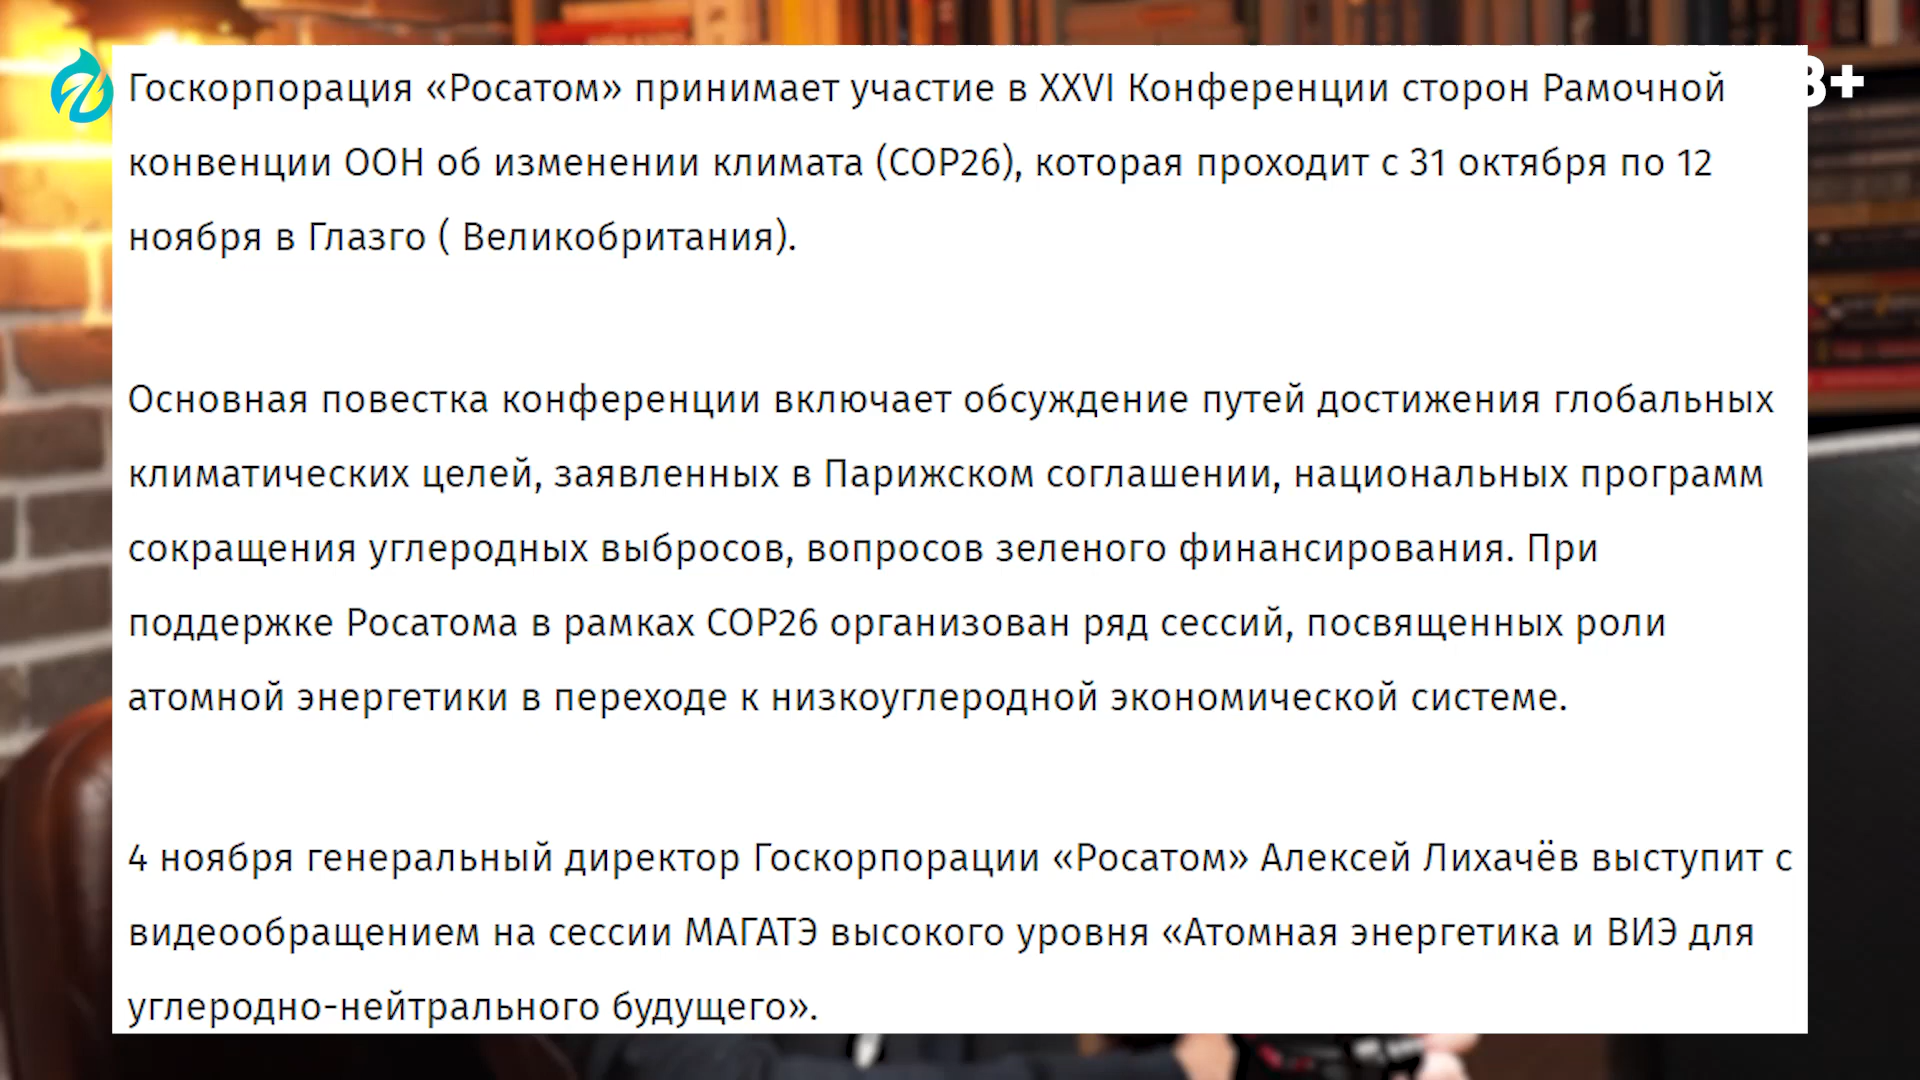 Госкорпорация «Росатом» принимает участие в XXVI Конференции сторон Рамочной
конвенции ООН об изменении климата (COP26), которая проходит с 31 октября по 12
ноября в Глазго ( Великобритания).
Основная повестка конференции включает обсуждение путей достижения глобальных
климатических целей, заявленных в Парижском соглашении, национальных программ
сокращения углеродных выбросов, вопросов зеленого финансирования. При
поддержке Росатома в рамках COP26 организован ряд сессий, посвященных роли
атомной энергетики в переходе к низкоуглеродной экономической системе.
4 ноября генеральный директор Госкорпорации «Росатом» Алексей Лихачёв выступит с
видеообращением на сессии МАГАТЭ высокого уровня «Атомная энергетика и ВИЭ для
углеродно-нейтрального будущего».